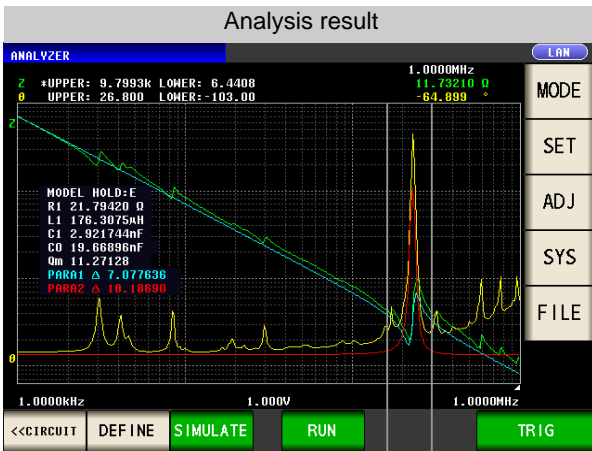 Analysis result
ANALYZER
LAN
1.0000MHz
Z *UPPER: 9.7993k LOWER: 6.4408 11.73210 Ω
θ UPPER: 26.800 LOWER:-103.00 -64.899 °
Z
MODEL HOLD:E
R1 21.79420 Ω
L1 176.3075μH
C1 2.921744nF
C0 19.66896nF
Qm 11.27128
PARA1 △ 7.077636
PARA2 △ 10.18690
θ
1.0000kHz 1.000V 1.0000MHz
MODE
SET
ADJ
SYS
FILE
<<CIRCUIT DEFINE SIMULATE RUN TRIG